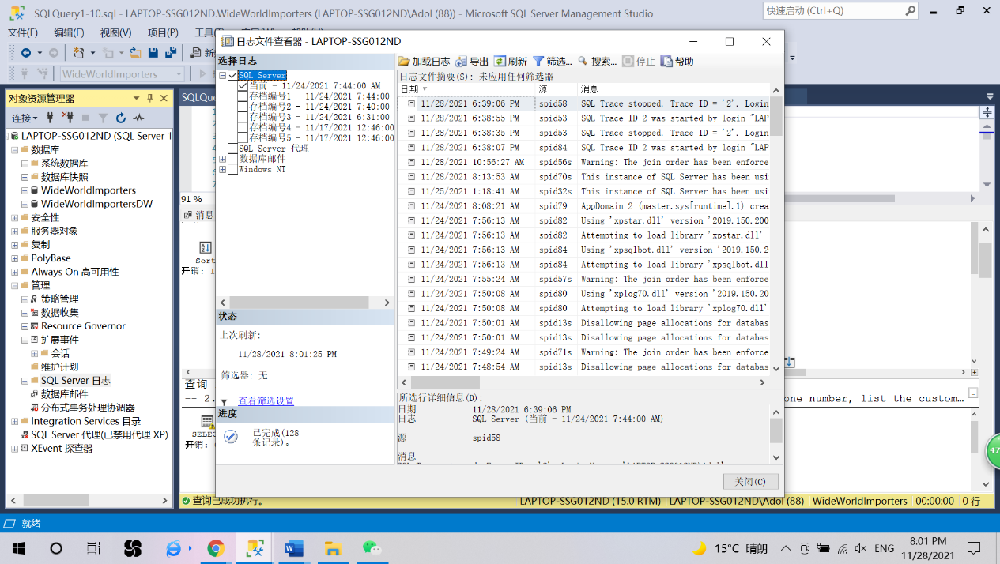 SQLQuery1-10.sql - LAPTOP-SSG012ND.WideWorldImporters (LAPTOP-SSG012ND\Adol (88)) - Microsoft SQL Server Management Studio
快速启动 (Ctrl+Q)
文件(F) 编辑(E) 视图(V) 项目(P)
WideWorldImporters
对象资源管理器
连接
LAPTOP-SSG012ND (SQL Server 1
数据库
系统数据库
数据库快照
WideWorldImporters
WideWorldImportersDW
安全性
服务器对象
复制
PolyBase
Always On 高可用性
管理
策略管理
数据收集
Resource Governor
扩展事件
会话
维护计划
SQL Server 日志
数据库邮件
分布式事务处理协调器
Integration Services 目录
SQL Server 代理(已禁用代理 XP)
XEvent 探查器
SQLQue
91 %
消息
Sort
开销: 1
查询
-- 2.
one number, list the custom...
SELEC
开销:
日志文件查看器 - LAPTOP-SSG012ND
选择日志
SQL Server
当前 - 11/24/2021 7:44:00 AM
存档编号1 - 11/24/2021 7:44:00
存档编号2 - 11/24/2021 7:40:00
存档编号3 - 11/24/2021 6:31:00
存档编号4 - 11/17/2021 12:46:00
存档编号5 - 11/17/2021 12:46:00
SQL Server 代理
数据库邮件
Windows NT
状态
上次刷新:
11/28/2021 8:01:25 PM
筛选器: 无
查看筛选设置
进度
已完成(128
条记录)。
加载日志 导出 刷新 筛选... 搜索... 停止 帮助
日志文件摘要(S): 未应用任何筛选器
日期 源 消息
11/28/2021 6:39:06 PM spid58 SQL Trace stopped. Trace ID = '2'. Login
11/28/2021 6:38:55 PM spid53 SQL Trace ID 2 was started by login "LAP
11/28/2021 6:38:35 PM spid53 SQL Trace stopped. Trace ID = '2'. Login
11/28/2021 6:38:07 PM spid84 SQL Trace ID 2 was started by login "LAP
11/28/2021 10:56:27 AM spid56s Warning: The join order has been enforce
11/28/2021 8:13:53 AM spid70s This instance of SQL Server has been usi
11/25/2021 1:18:41 AM spid32s This instance of SQL Server has been usi
11/24/2021 8:08:21 AM spid79 AppDomain 2 (master.sys[runtime].1) crea
11/24/2021 7:56:13 AM spid82 Using 'xpstar.dll' version '2019.150.200
11/24/2021 7:56:13 AM spid82 Attempting to load library 'xpstar.dll'
11/24/2021 7:56:13 AM spid84 Using 'xpsqlbot.dll' version '2019.150.2
11/24/2021 7:56:13 AM spid84 Attempting to load library 'xpsqlbot.dll
11/24/2021 7:55:24 AM spid57s Warning: The join order has been enforce
11/24/2021 7:50:08 AM spid80 Using 'xplog70.dll' version '2019.150.20
11/24/2021 7:50:08 AM spid80 Attempting to load library 'xplog70.dll'
11/24/2021 7:50:01 AM spid13s Disallowing page allocations for databas
11/24/2021 7:50:01 AM spid13s Disallowing page allocations for databas
11/24/2021 7:49:24 AM spid71s Warning: The join order has been enforce
11/24/2021 7:48:54 AM spid13s Disallowing page allocations for databas
所选行详细信息(D):
日期 11/28/2021 6:39:06 PM
日志 SQL Server (当前 - 11/24/2021 7:44:00 AM)
源 spid58
消息
关闭(C)
47
查询已成功执行。
LAPTOP-SSG012ND (15.0 RTM) LAPTOP-SSG012ND\Adol (88) WideWorldImporters 00:00:00 0 行
就绪
15°C 晴朗
ENG
8:01 PM
11/28/2021